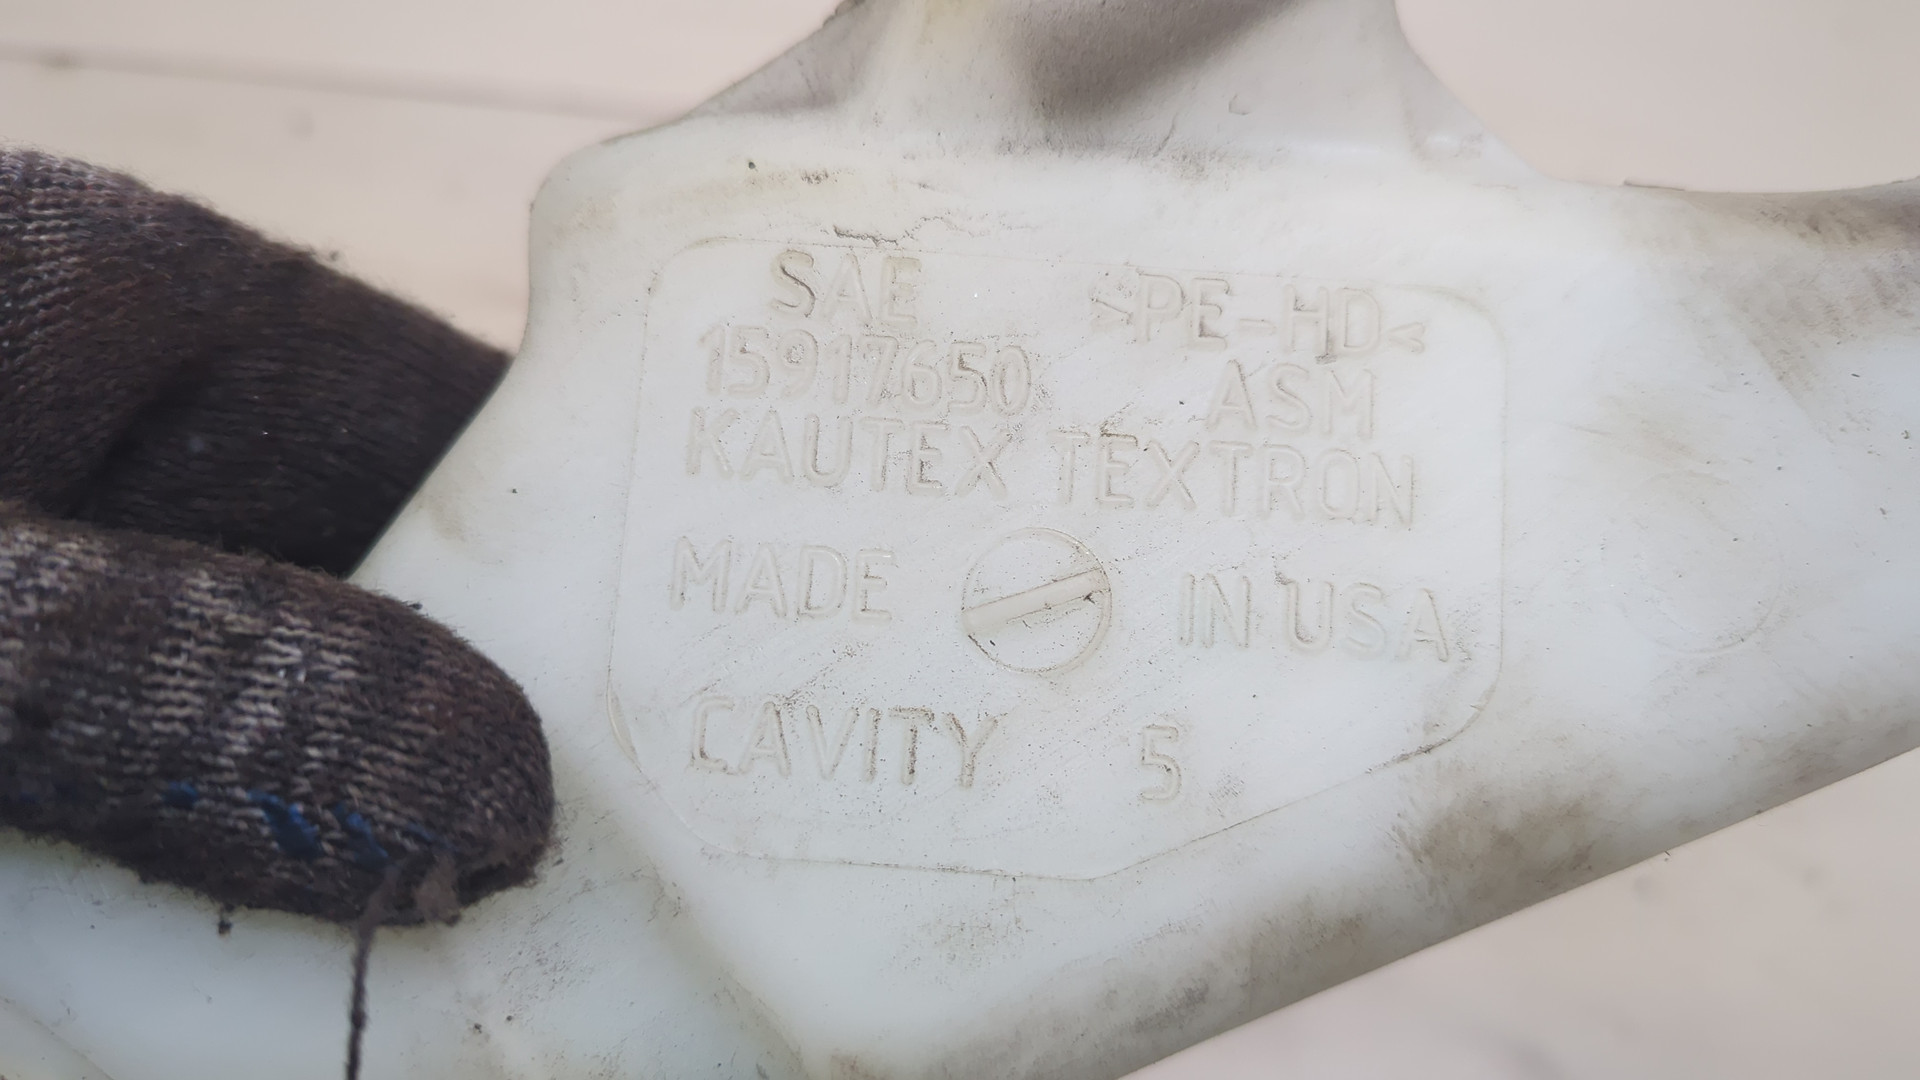 SAE >PE-HD<
15917650 ASM
KAUTEX TEXTRON
MADE IN USA
CAVITY 5